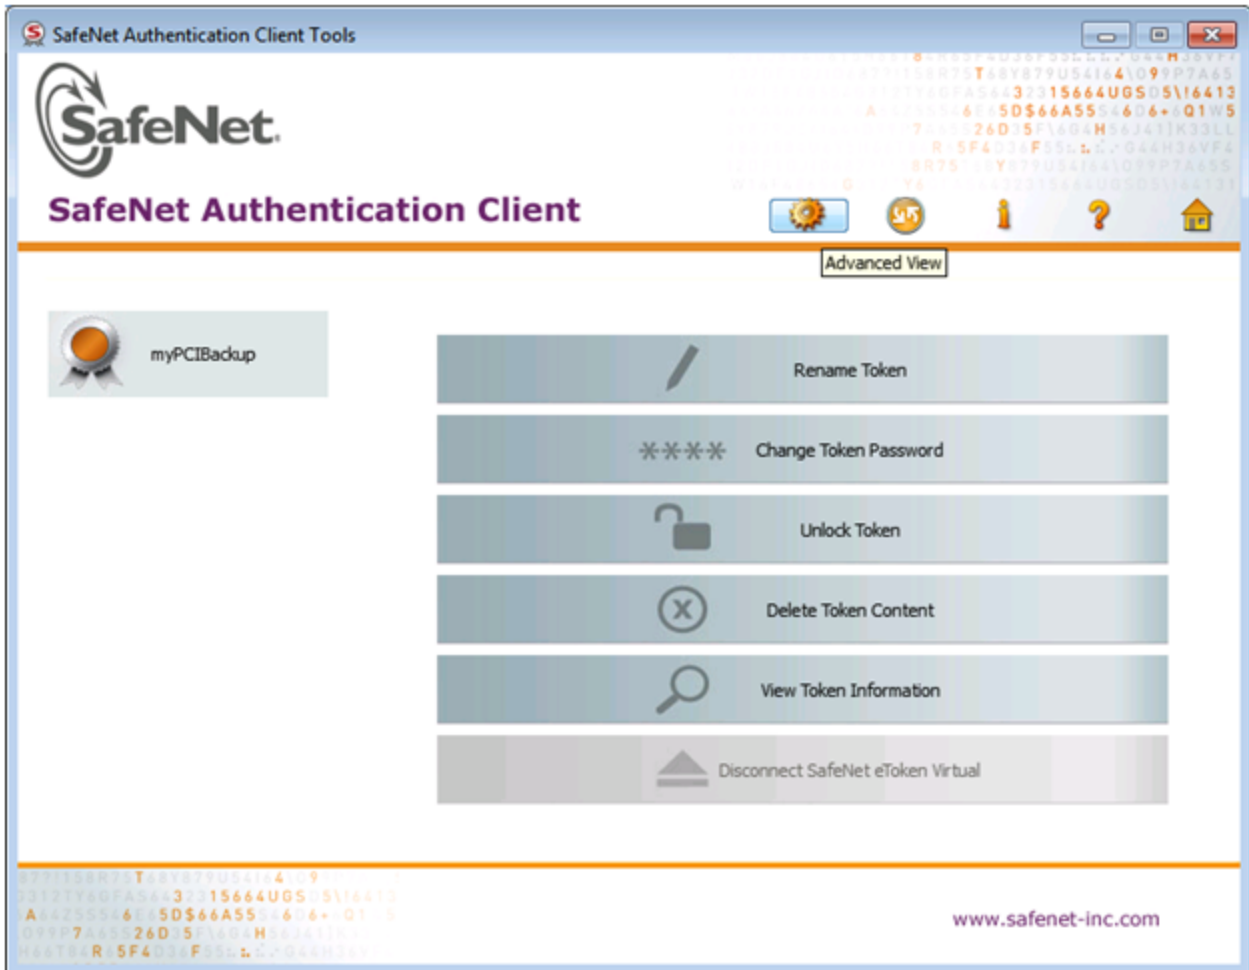 SafeNet Authentication Client Tools
SafeNet.
SafeNet Authentication Client
Advanced View
myPCIBackup
Rename Token
**** Change Token Password
Unlock Token
Delete Token Content
View Token Information
Disconnect SafeNet eToken Virtual
www.safenet-inc.com